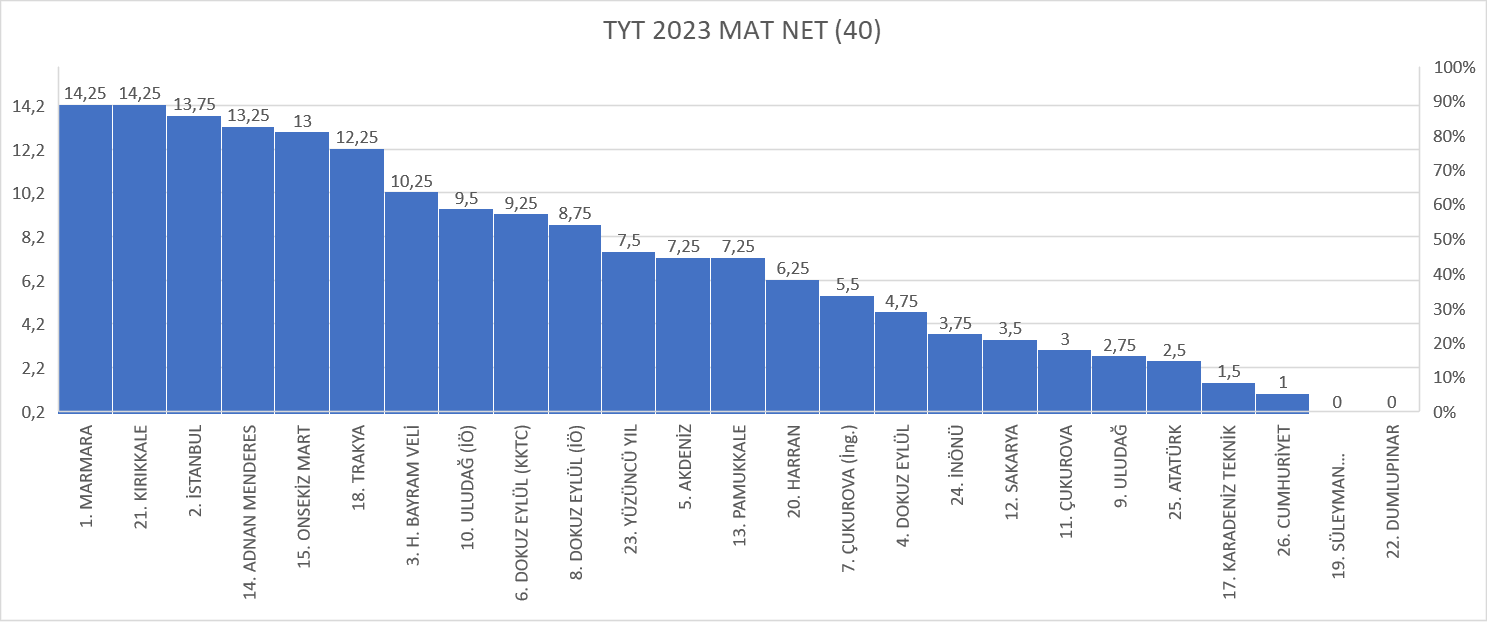 TYT 2023 MAT NET (40)
14,2
12,2
10,2
8,2
6,2
4,2
2,2
0,2
14,25
14,25
13,75
13,25
13
12,25
10,25
9,5
9,25
8,75
7,5
7,25
7,25
6,25
5,5
4,75
3,75
3,5
3
2,75
2,5
1,5
1
0
0
100%
90%
80%
70%
60%
50%
40%
30%
20%
10%
0%
1. MARMARA
21. KIRIKKALE
2. İSTANBUL
14. ADNAN MENDERES
15. ONSEKİZ MART
18. TRAKYA
3. H. BAYRAM VELİ
10. ULUDAĞ (İÖ)
6. DOKUZ EYLÜL (KKTC)
8. DOKUZ EYLÜL (İÖ)
23. YÜZÜNCÜ YIL
5. AKDENİZ
13. PAMUKKALE
20. HARRAN
7. ÇUKUROVA (İng.)
4. DOKUZ EYLÜL
24. İNÖNÜ
12. SAKARYA
11. ÇUKUROVA
9. ULUDAĞ
25. ATATÜRK
17. KARADENİZ TEKNİK
26. CUMHURİYET
19. SÜLEYMAN…
22. DUMLUPINAR